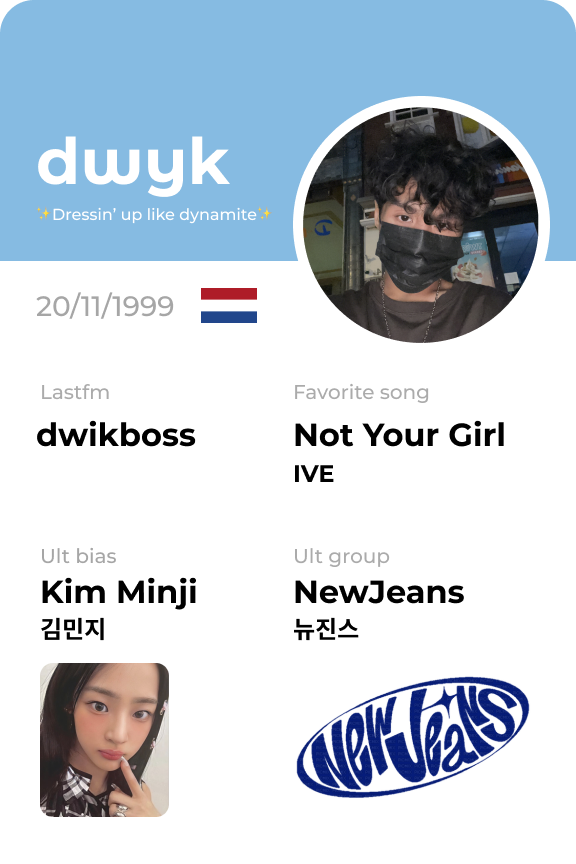 dwyk
✨Dressin’ up like dynamite✨
20/11/1999
Lastfm
dwikboss
Favorite song
Not Your Girl
IVE
Ult bias
Kim Minji
김민지
Ult group
NewJeans
뉴진스
NewJeans